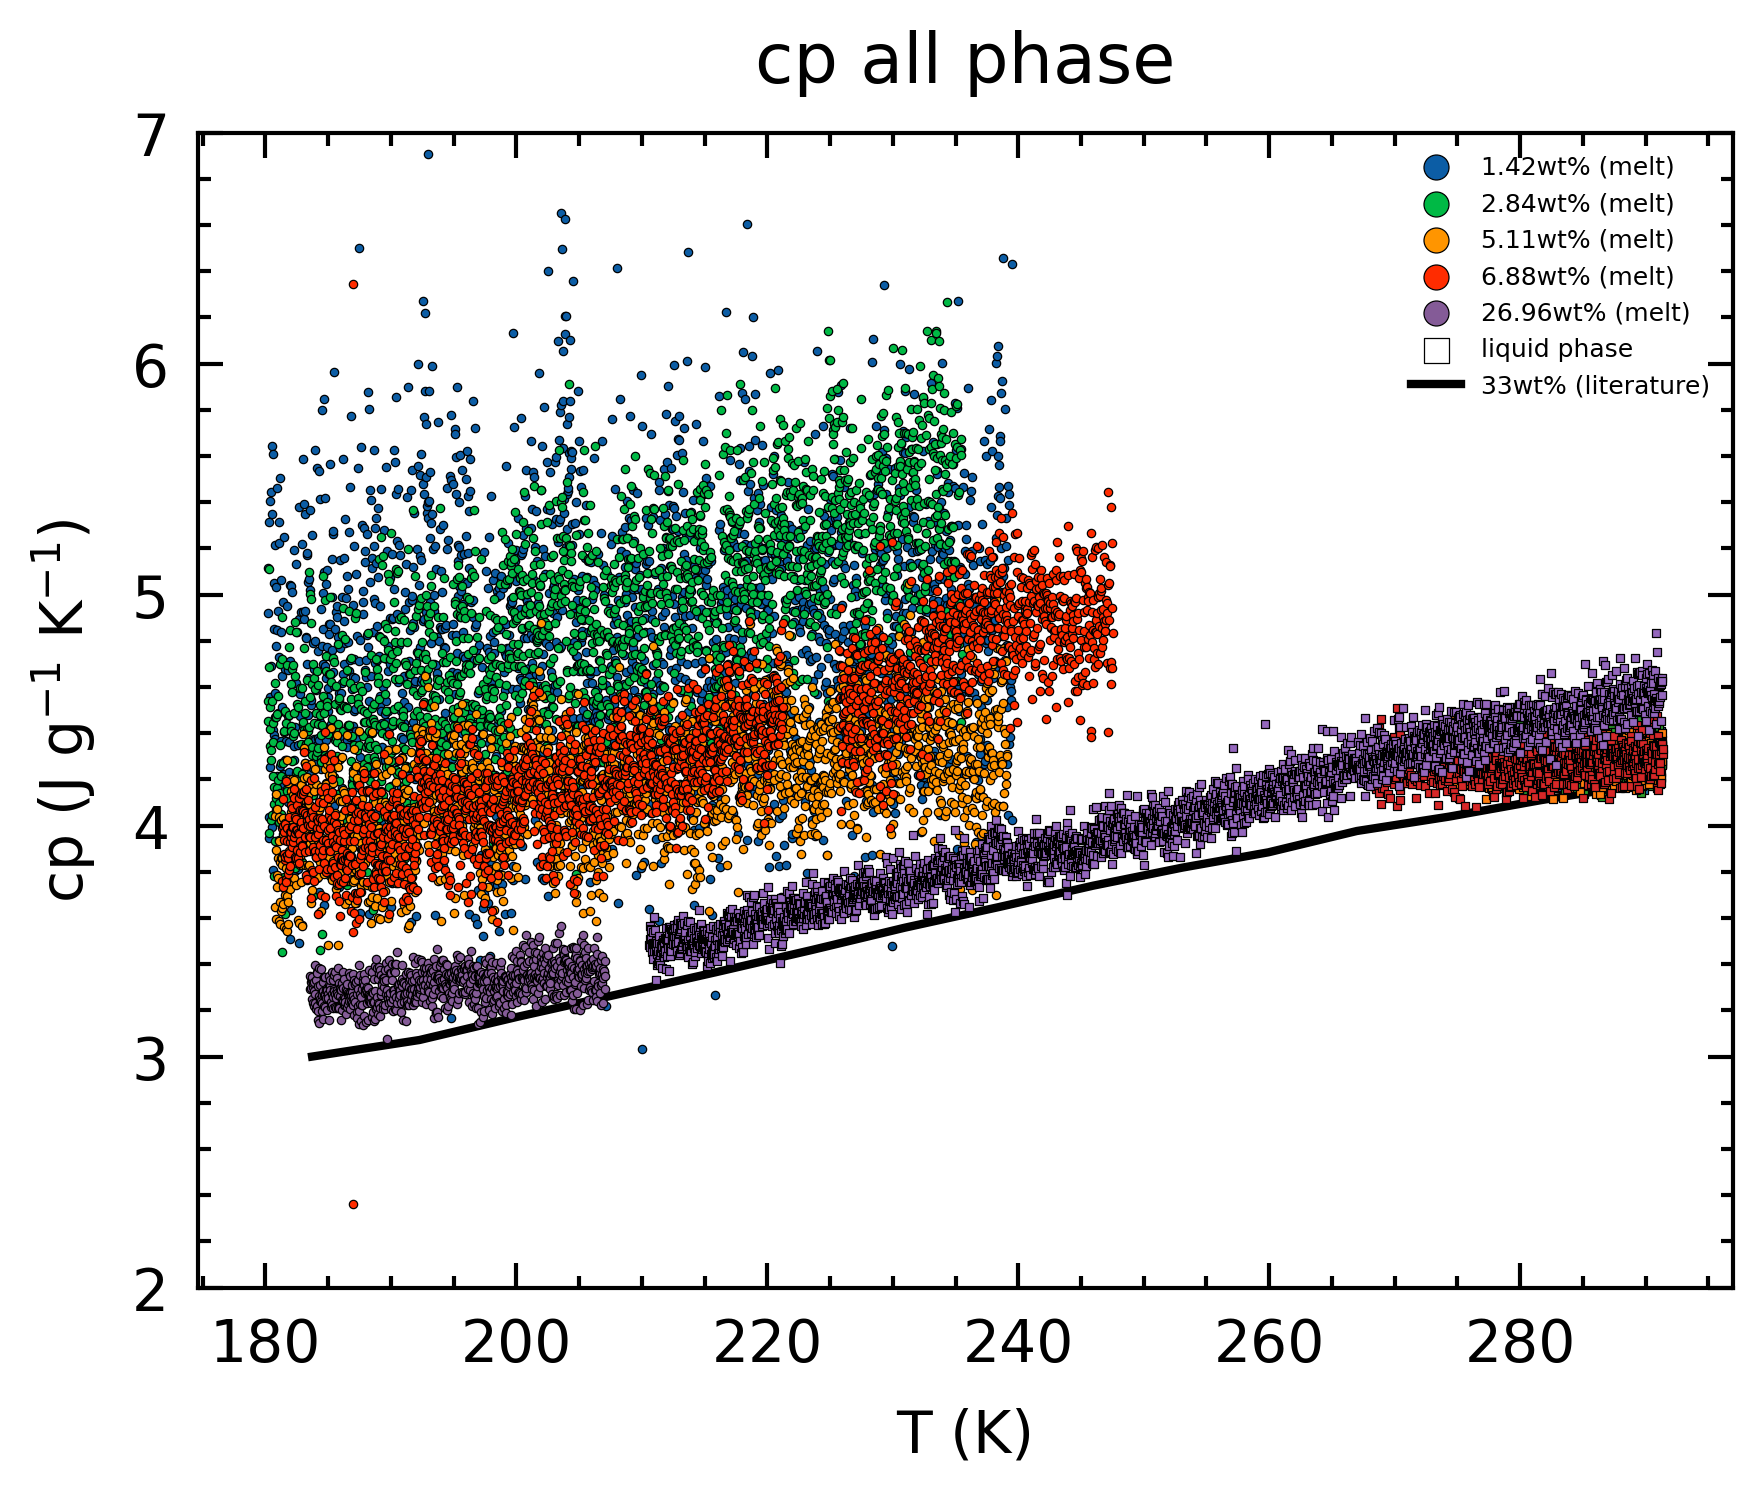 cp all phase
7
6
5
4
3
2
cp (J g⁻¹ K⁻¹)
1.42wt% (melt)
2.84wt% (melt)
5.11wt% (melt)
6.88wt% (melt)
26.96wt% (melt)
liquid phase
33wt% (literature)
180 200 220 240 260 280
T (K)